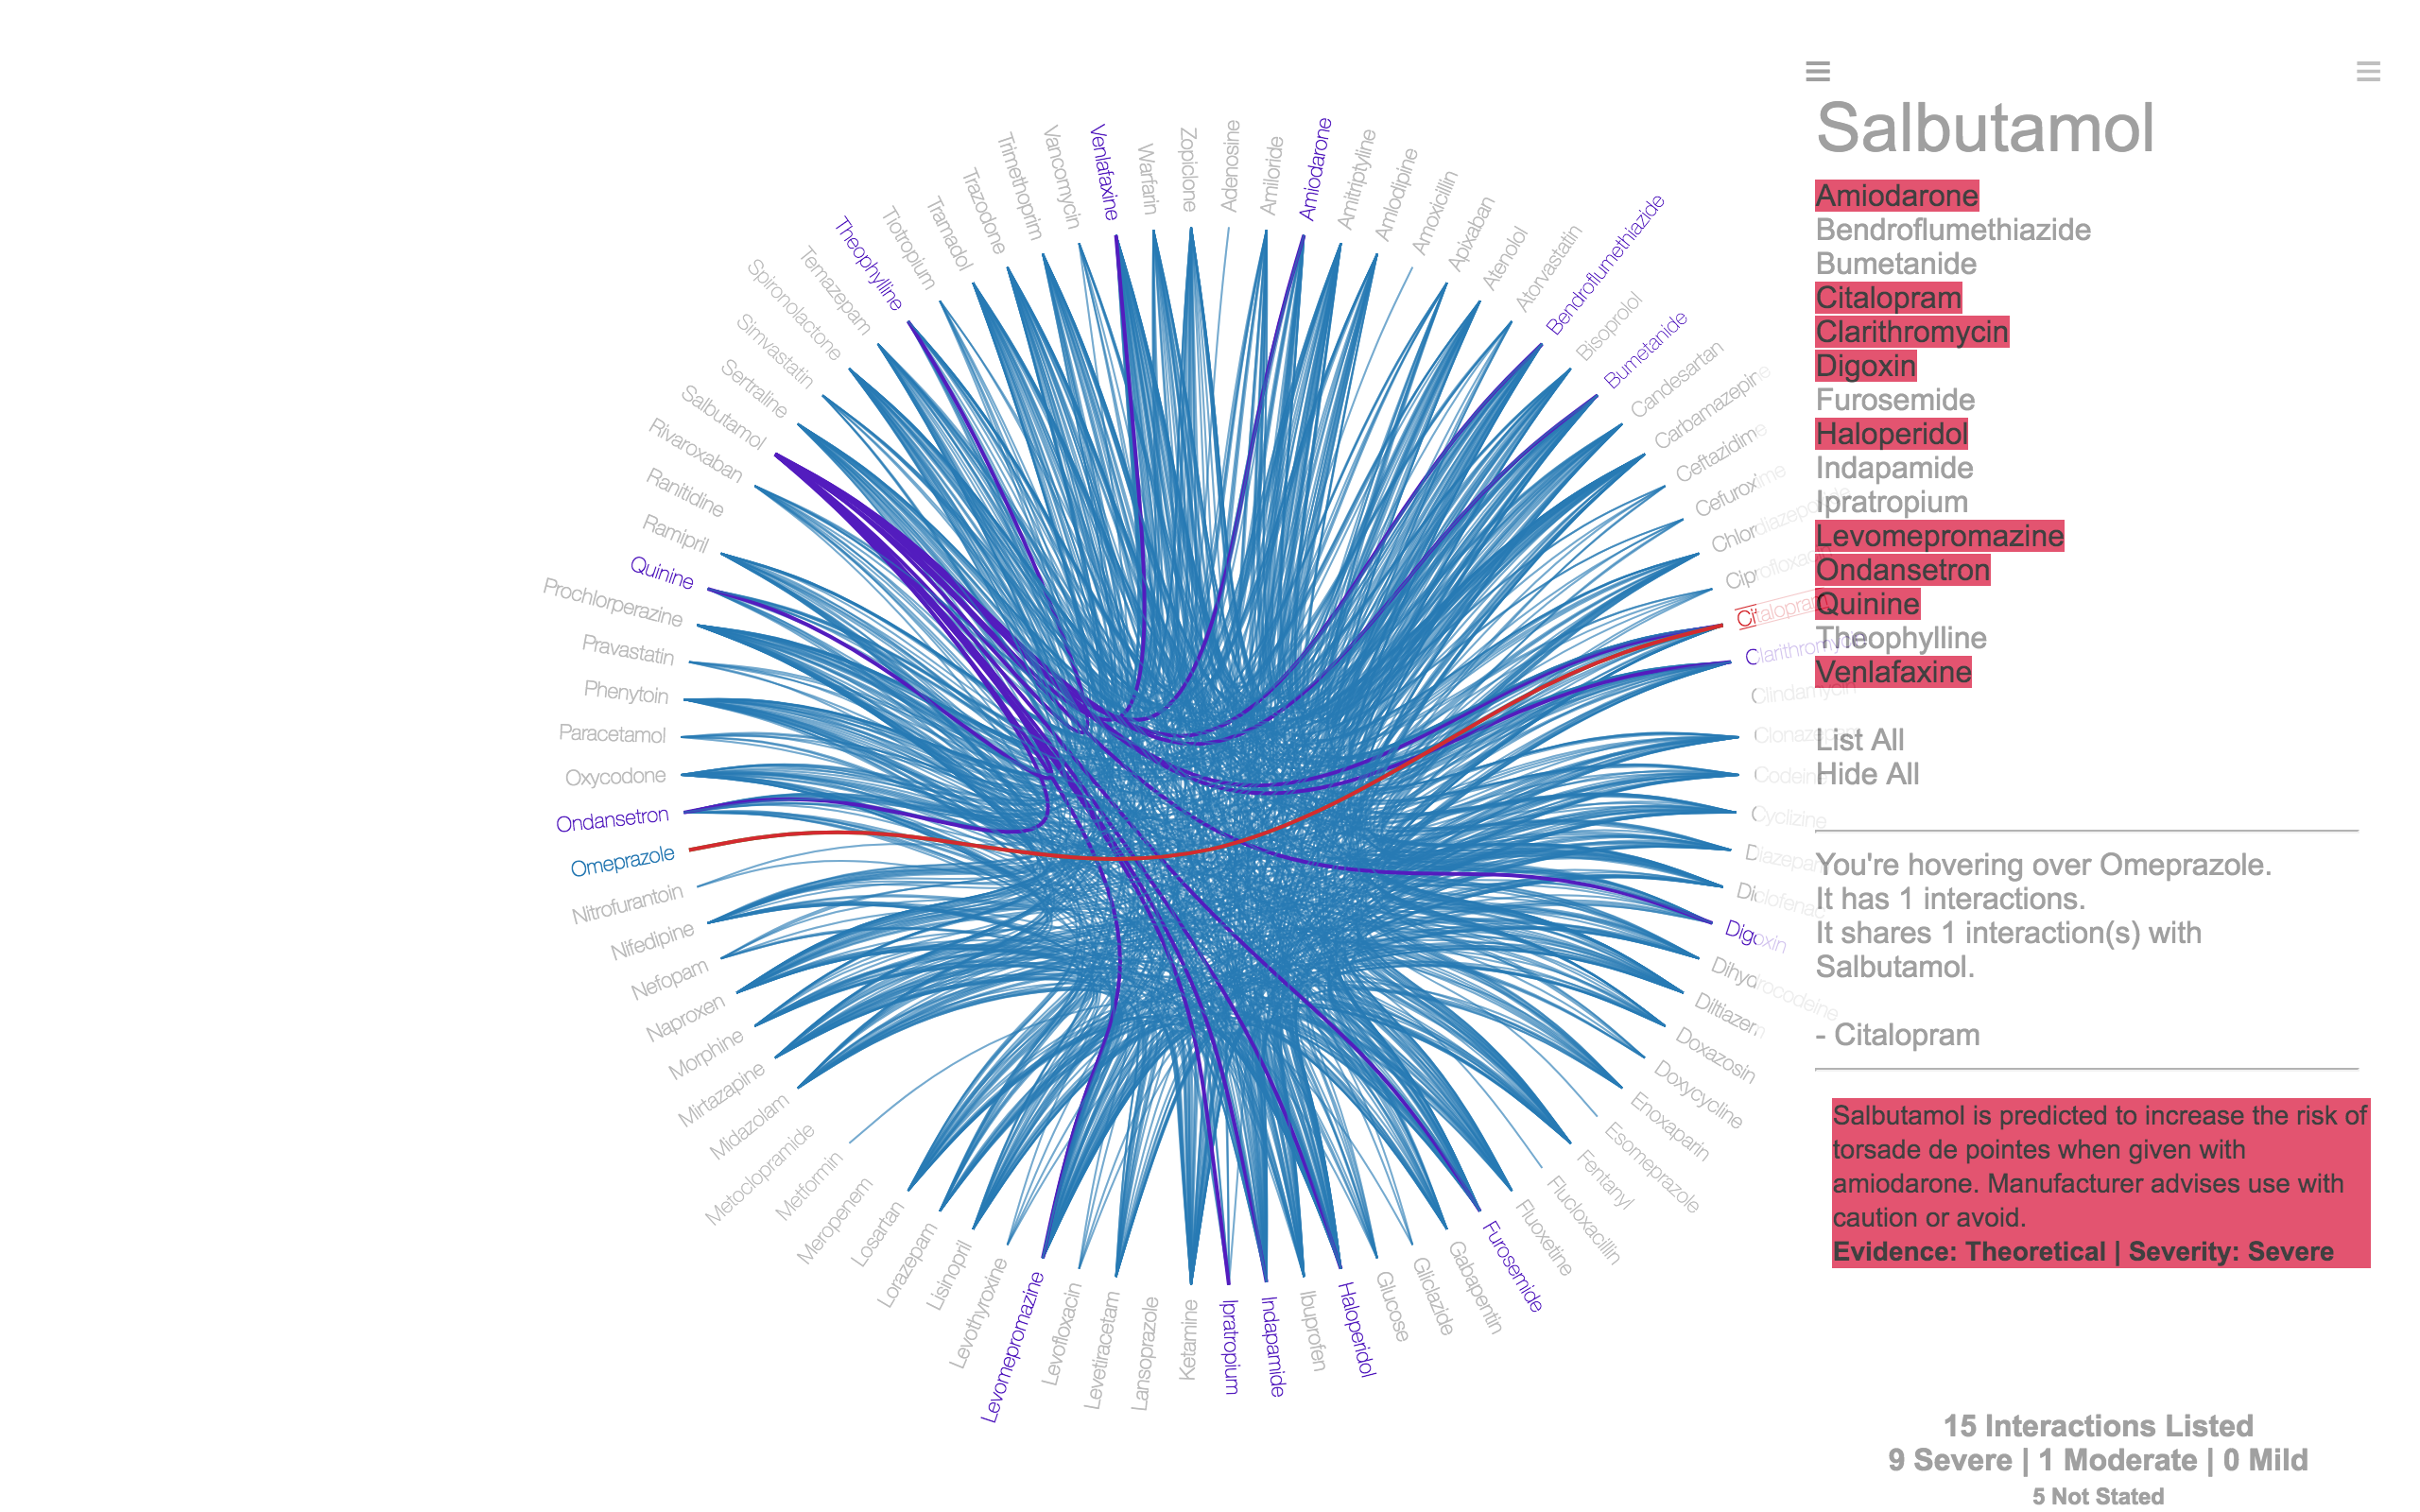 Salbutamol
Amiodarone
Bendroflumethiazide
Bumetanide
Citalopram
Clarithromycin
Digoxin
Furosemide
Haloperidol
Indapamide
Ipratropium
Levomepromazine
Ondansetron
Quinine
Theophylline
Venlafaxine
List All
Hide All
You're hovering over Omeprazole.
It has 1 interactions.
It shares 1 interaction(s) with
Salbutamol.
- Citalopram
Salbutamol is predicted to increase the risk of
torsade de pointes when given with
amiodarone. Manufacturer advises use with
caution or avoid.
Evidence: Theoretical | Severity: Severe
15 Interactions Listed
9 Severe | 1 Moderate | 0 Mild
5 Not Stated
Adenosine
Amiloride
Amiodarone
Amitriptyline
Amlodipine
Amoxicillin
Apixaban
Atenolol
Atorvastatin
Bendroflumethiazide
Bisoprolol
Bumetanide
Candesartan
Carbamazepine
Ceftazidime
Cefuroxime
Chlordiazepoxide
Ciprofloxacin
Citalopram
Clarithromycin
Clindamycin
Clonazepam
Codeine
Cyclizine
Diazepam
Diclofenac
Digoxin
Dihydrocodeine
Diltiazem
Doxazosin
Doxycycline
Enoxaparin
Esomeprazole
Fentanyl
Flucloxacillin
Fluoxetine
Furosemide
Gabapentin
Gliclazide
Glucose
Haloperidol
Ibuprofen
Indapamide
Ipratropium
Ketamine
Lansoprazole
Levetiracetam
Levofloxacin
Levomepromazine
Levothyroxine
Lisinopril
Lorazepam
Losartan
Meropenem
Metformin
Metoclopramide
Midazolam
Mirtazapine
Morphine
Naproxen
Nefopam
Nifedipine
Nitrofurantoin
Omeprazole
Ondansetron
Oxycodone
Paracetamol
Phenytoin
Pravastatin
Prochlorperazine
Quinine
Ramipril
Ranitidine
Rivaroxaban
Salbutamol
Sertraline
Simvastatin
Spironolactone
Temazepam
Theophylline
Tiotropium
Tramadol
Trazodone
Trimethoprim
Vancomycin
Venlafaxine
Warfarin
Zopiclone